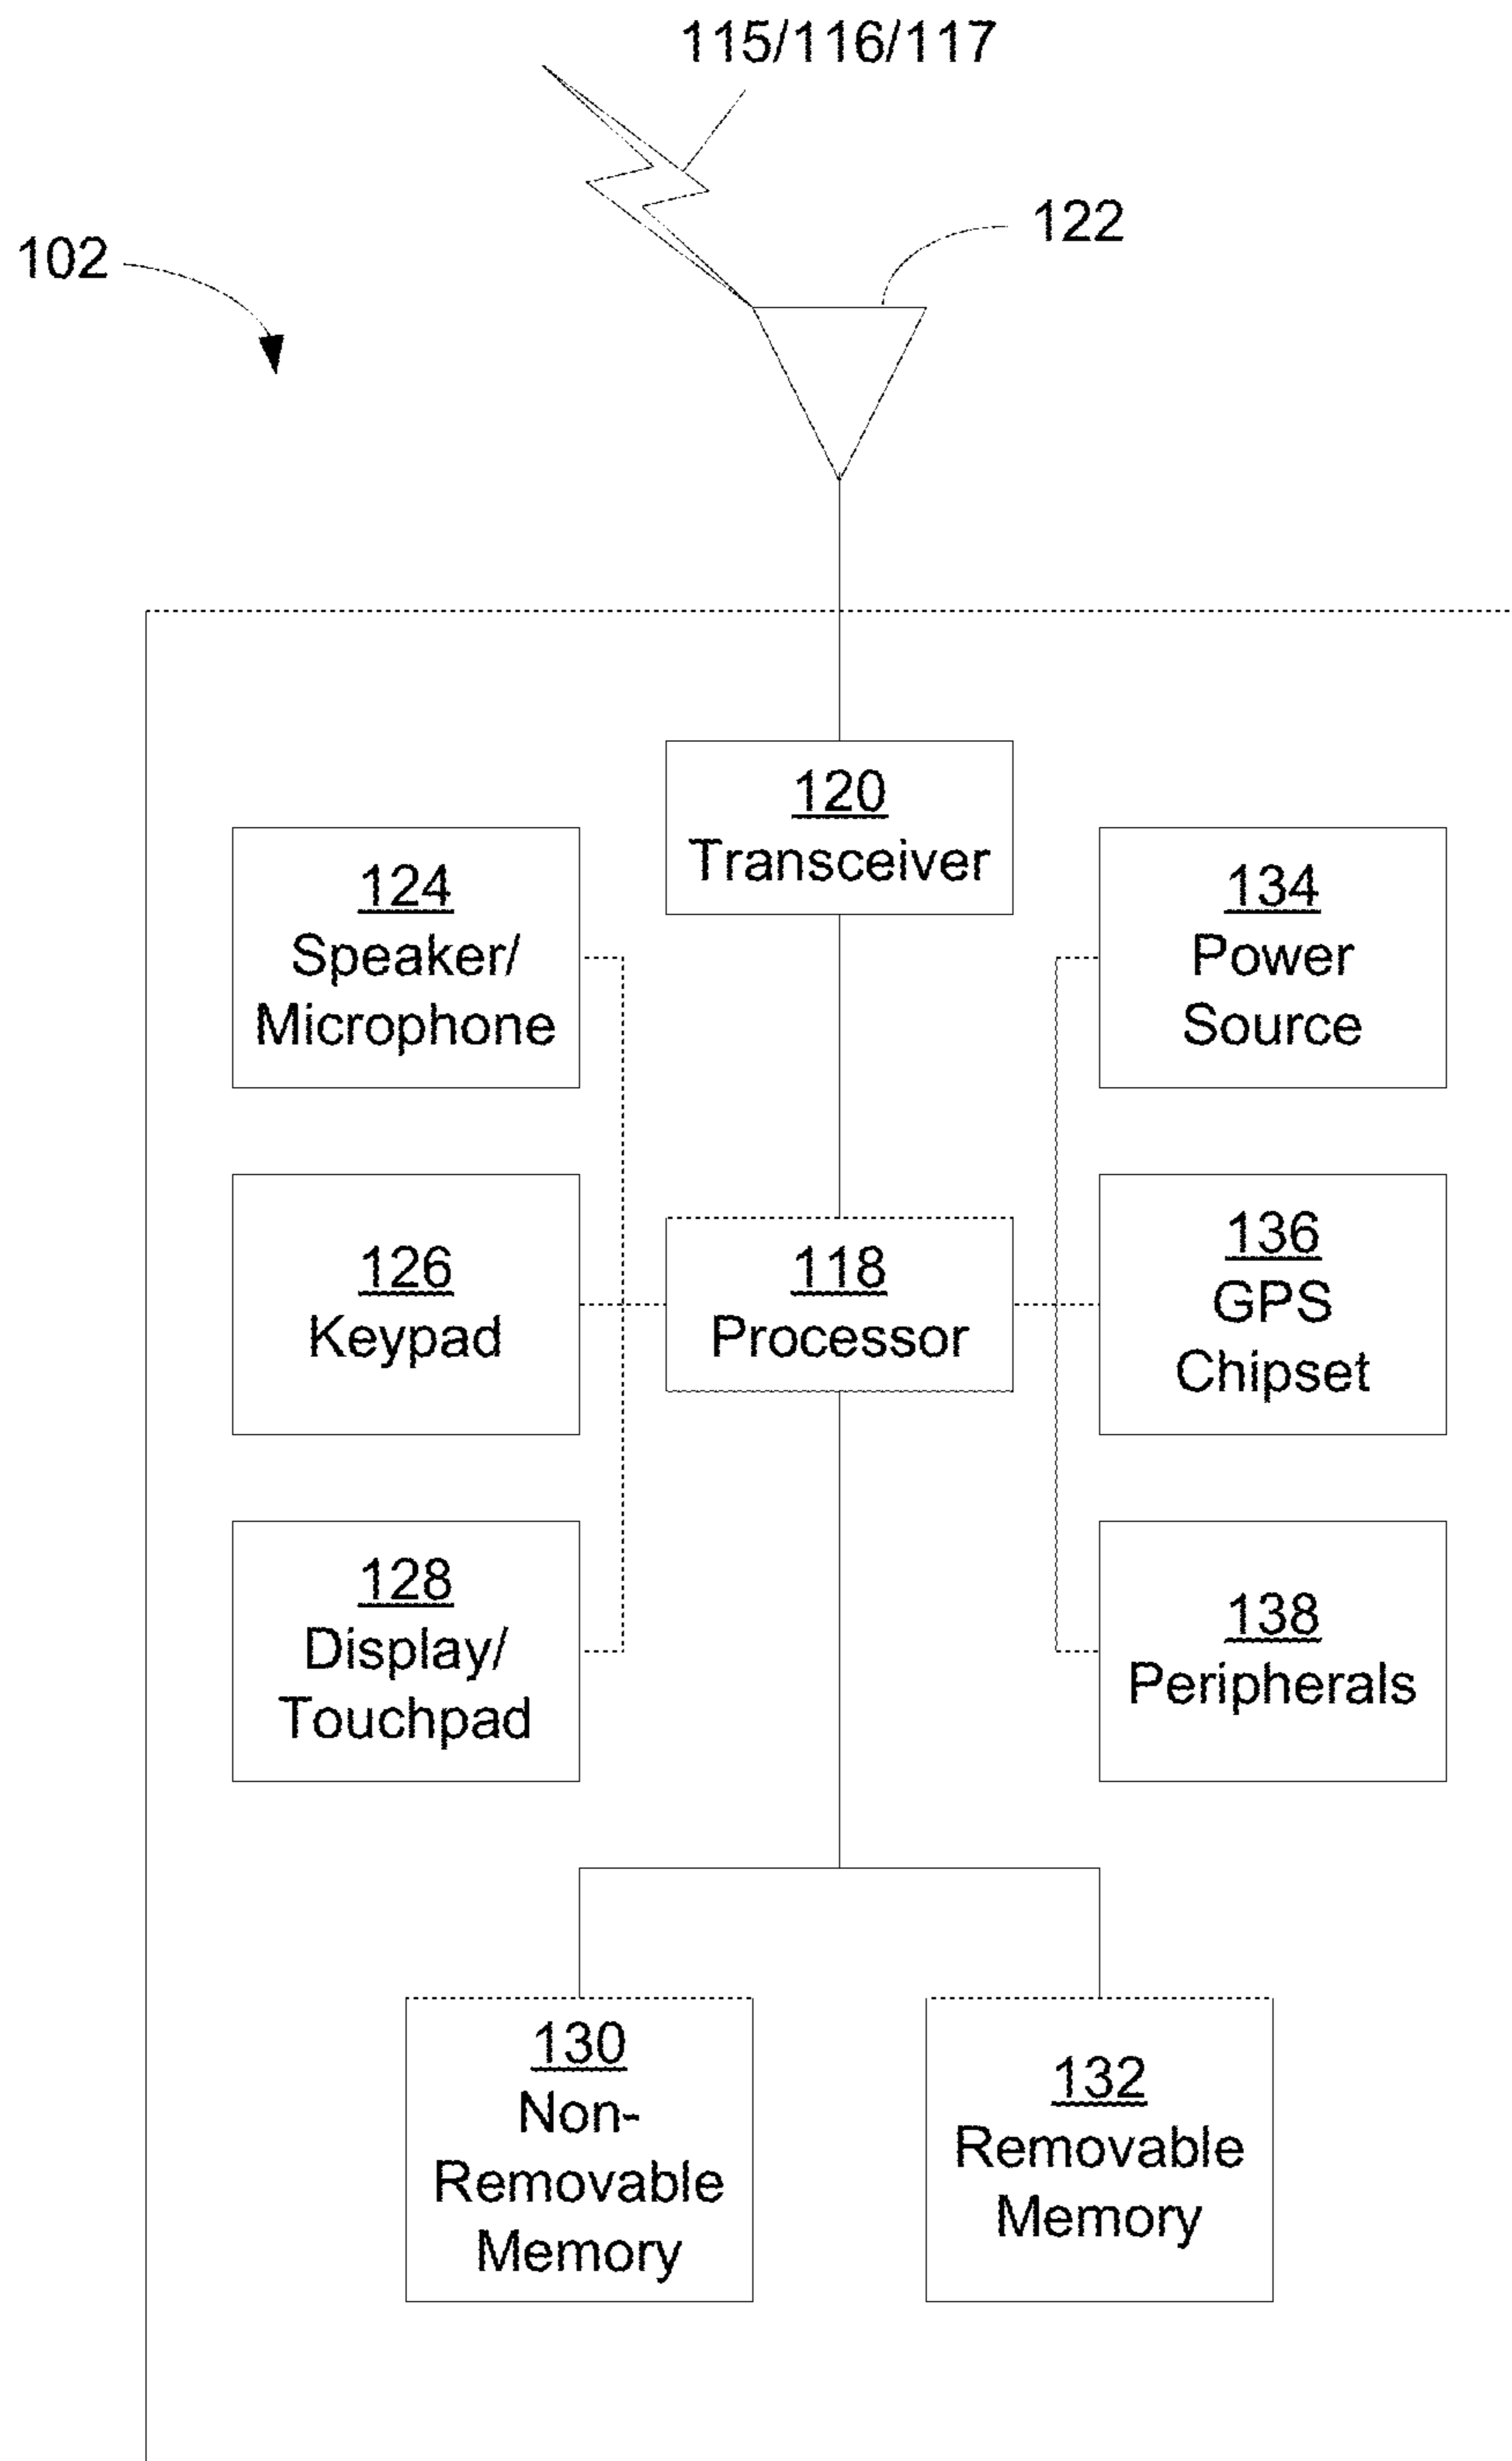 115/116/117
122
102
120
Transceiver
124
Speaker/
Microphone
134
Power
Source
126
Keypad
118
Processor
136
GPS
Chipset
128
Display/
Touchpad
138
Peripherals
130
Non-
Removable
Memory
132
Removable
Memory